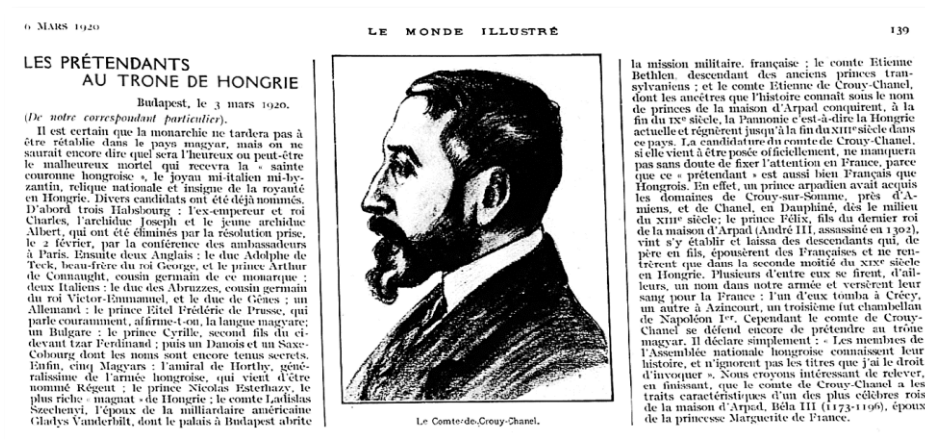 6 MARS 1920
LE MONDE ILLUSTRÉ
139
LES PRÉTENDANTS
AU TRONE DE HONGRIE
Budapest, le 3 mars 1920.
(De notre correspondant particulier).
Il est certain que la monarchie ne tardera pas à
être rétablie dans le pays magyar, mais on ne
saurait encore dire quel sera l'heureux ou peut-être
le malheureux mortel qui recevra la « sainte
couronne hongroise », le joyau mi-italien mi-by-
zantin, relique nationale et insigne de la royauté
en Hongrie. Divers candidats ont été déjà nommés.
D'abord trois Habsbourg : l'ex-empereur et roi
Charles, l'archiduc Joseph et le jeune archiduc
Albert, qui ont été éliminés par la résolution prise,
le 2 février, par la conférence des ambassadeurs
à Paris. Ensuite deux Anglais : le duc Adolphe de
Teck, beau-frère du roi George, et le prince Arthur
de Connaught, cousin germain de ce monarque ;
deux Italiens : le duc des Abruzzes, cousin germain
du roi Victor-Emmanuel, et le duc de Gênes ; un
Allemand : le prince Eitel Frédéric de Prusse, qui
parle couramment, affirme-t-on, la langue magyare;
un Bulgare : le prince Cyrille, second fils du ci-
devant tzar Ferdinand ; puis un Danois et un Saxe-
Cobourg dont les noms sont encore tenus secrets.
Enfin, cinq Magyars : l'amiral de Horthy, géné-
ralissime de l'armée hongroise, qui vient d'être
nommé Régent ; le prince Nicolas Esterhazy, le
plus riche « magnat » de Hongrie ; le comte Ladislas
Szechenyi, l'époux de la milliardaire américaine
Gladys Vanderbilt, dont le palais à Budapest abrite
Le Comte de Crouy-Chanel.
la mission militaire française ; le comte Etienne
Bethlen, descendant des anciens princes tran-
sylvaniens ; et le comte Etienne de Crouy-Chanel,
dont les ancêtres que l'histoire connaît sous le nom
de princes de la maison d'Arpad conquirent, à la
fin du IXe siècle, la Pannonie c'est-à-dire la Hongrie
actuelle et régnèrent jusqu'à la fin du XIIIe siècle dans
ce pays. La candidature du comte de Crouy-Chanel,
si elle vient à être posée officiellement, ne manquera
pas sans doute de fixer l'attention en France, parce
que ce « prétendant » est aussi bien Français que
Hongrois. En effet, un prince arpadien avait acquis
les domaines de Crouy-sur-Somme, près d'A-
miens, et de Chanel, en Dauphiné, dès le milieu
du XIIIe siècle; le prince Félix, fils du dernier roi
de la maison d'Arpad (André III, assassiné en 1302),
vint s'y établir et laissa des descendants qui, de
père en fils, épousèrent des Françaises et ne ren-
trèrent que dans la seconde moitié du XIXe siècle
en Hongrie. Plusieurs d'entre eux se firent, d'ail-
leurs, un nom dans notre armée et versèrent leur
sang pour la France : l'un d'eux tomba à Crécy,
un autre à Azincourt, un troisième fut chambellan
de Napoléon Ier. Cependant le comte de Crouy-
Chanel se défend encore de prétendre au trône
magyar. Il déclare simplement : « Les membres de
l'Assemblée nationale hongroise connaissent leur
histoire, et n'ignorent pas les titres que j'ai le droit
d'invoquer ». Nous croyons intéressant de relever,
en finissant, que le comte de Crouy-Chanel a les
traits caractéristiques d'un des plus célèbres rois
de la maison d'Arpad, Béla III (1173-1196), époux
de la princesse Marguerite de France.